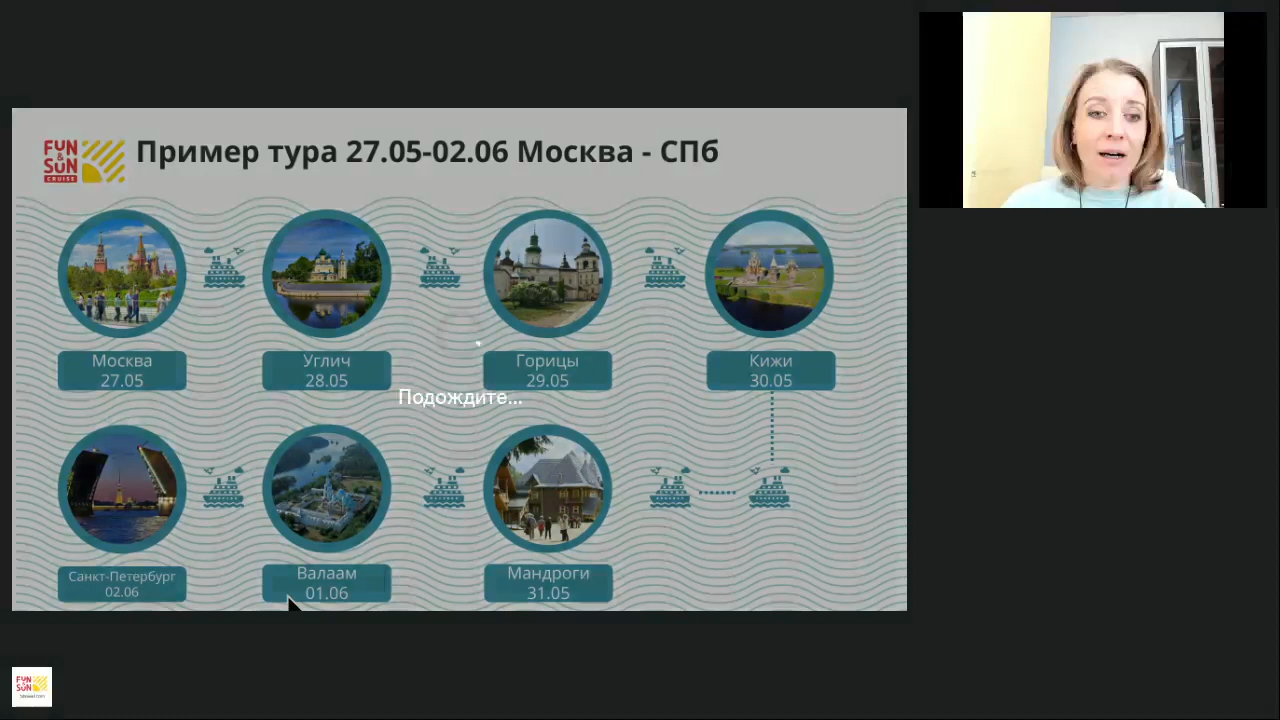 FUN
&
SUN
CRUISE
Пример тура 27.05-02.06 Москва - СПб
Москва
27.05
Углич
28.05
Горицы
29.05
Кижи
30.05
Подождите...
Санкт-Петербург
02.06
Валаам
01.06
Мандроги
31.05
FUN
&
SUN